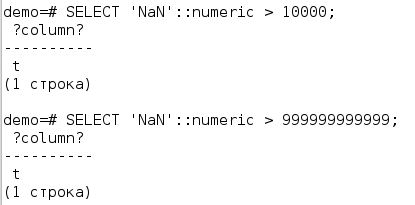 demo=# SELECT 'NaN'::numeric > 10000;
?column?
----------
t
(1 строка)
demo=# SELECT 'NaN'::numeric > 999999999999;
?column?
----------
t
(1 строка)